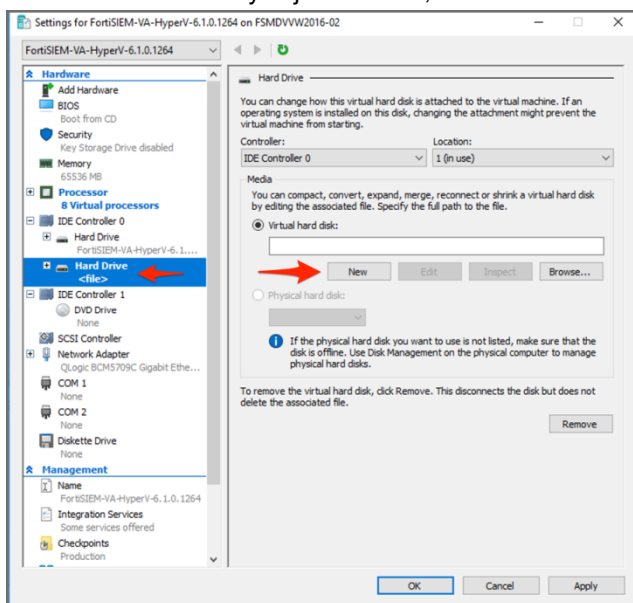 Settings for FortiSIEM-VA-HyperV-6.1.0.1264 on FSMDVVW2016-02
FortiSIEM-VA-HyperV-6.1.0.1264
Hardware
Add Hardware
BIOS
Boot from CD
Security
Key Storage Drive disabled
Memory
65536 MB
Processor
8 Virtual processors
IDE Controller 0
Hard Drive
FortiSIEM-VA-HyperV-6.1....
Hard Drive
<file>
IDE Controller 1
DVD Drive
None
SCSI Controller
Network Adapter
QLogic BCM5709C Gigabit Ethe...
COM 1
None
COM 2
None
Diskette Drive
None
Management
Name
FortiSIEM-VA-HyperV-6.1.0.1264
Integration Services
Some services offered
Checkpoints
Production
Hard Drive
You can change how this virtual hard disk is attached to the virtual machine. If an
operating system is installed on this disk, changing the attachment might prevent the
virtual machine from starting.
Controller: Location:
IDE Controller 0 1 (in use)
Media
You can compact, convert, expand, merge, reconnect or shrink a virtual hard disk
by editing the associated file. Specify the full path to the file.
Virtual hard disk:
New Edit Inspect Browse...
Physical hard disk:
If the physical hard disk you want to use is not listed, make sure that the
disk is offline. Use Disk Management on the physical computer to manage
physical hard disks.
To remove the virtual hard disk, click Remove. This disconnects the disk but does not
delete the associated file.
Remove
OK Cancel Apply